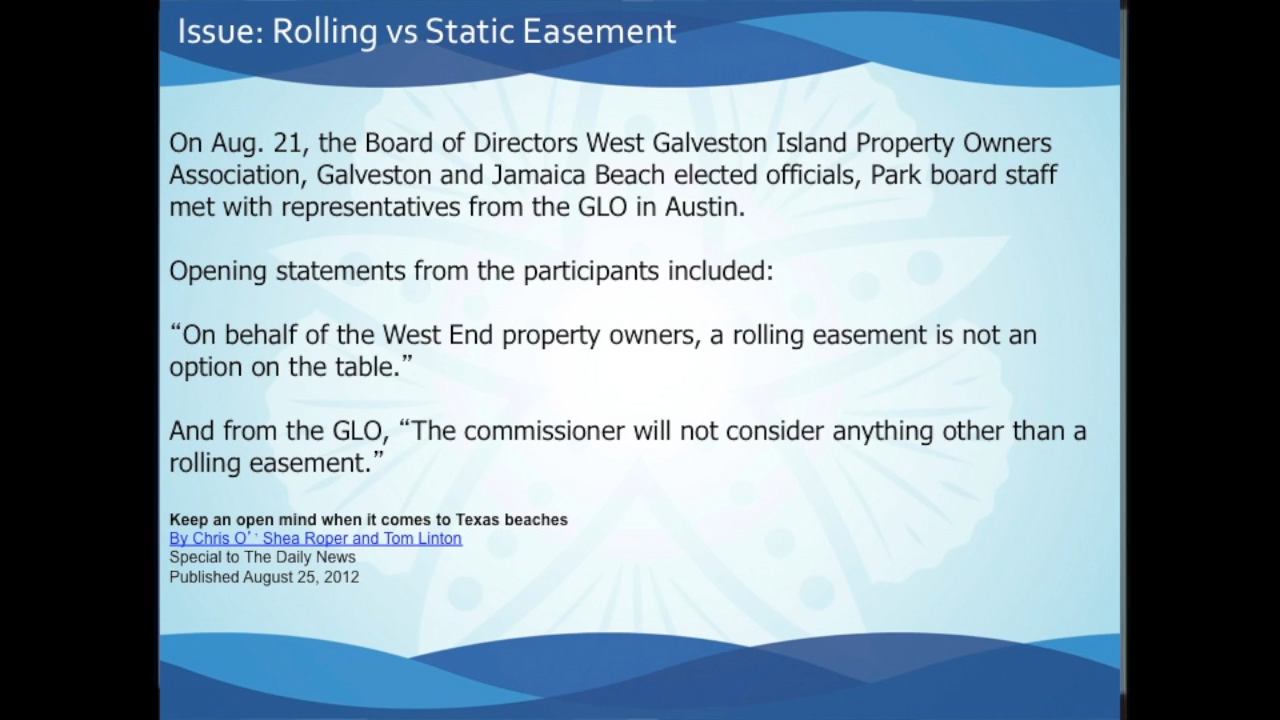 Issue: Rolling vs Static Easement
On Aug. 21, the Board of Directors West Galveston Island Property Owners
Association, Galveston and Jamaica Beach elected officials, Park board staff
met with representatives from the GLO in Austin.
Opening statements from the participants included:
“On behalf of the West End property owners, a rolling easement is not an
option on the table.”
And from the GLO, “The commissioner will not consider anything other than a
rolling easement.”
Keep an open mind when it comes to Texas beaches
By Chris O’` Shea Roper and Tom Linton
Special to The Daily News
Published August 25, 2012